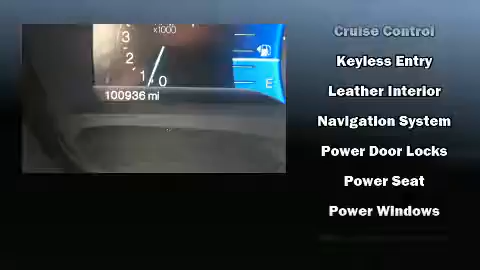 3
x1000
2
1
0
E
100936 mi
Cruise Control
Keyless Entry
Leather Interior
Navigation System
Power Door Locks
Power Seat
Power Windows